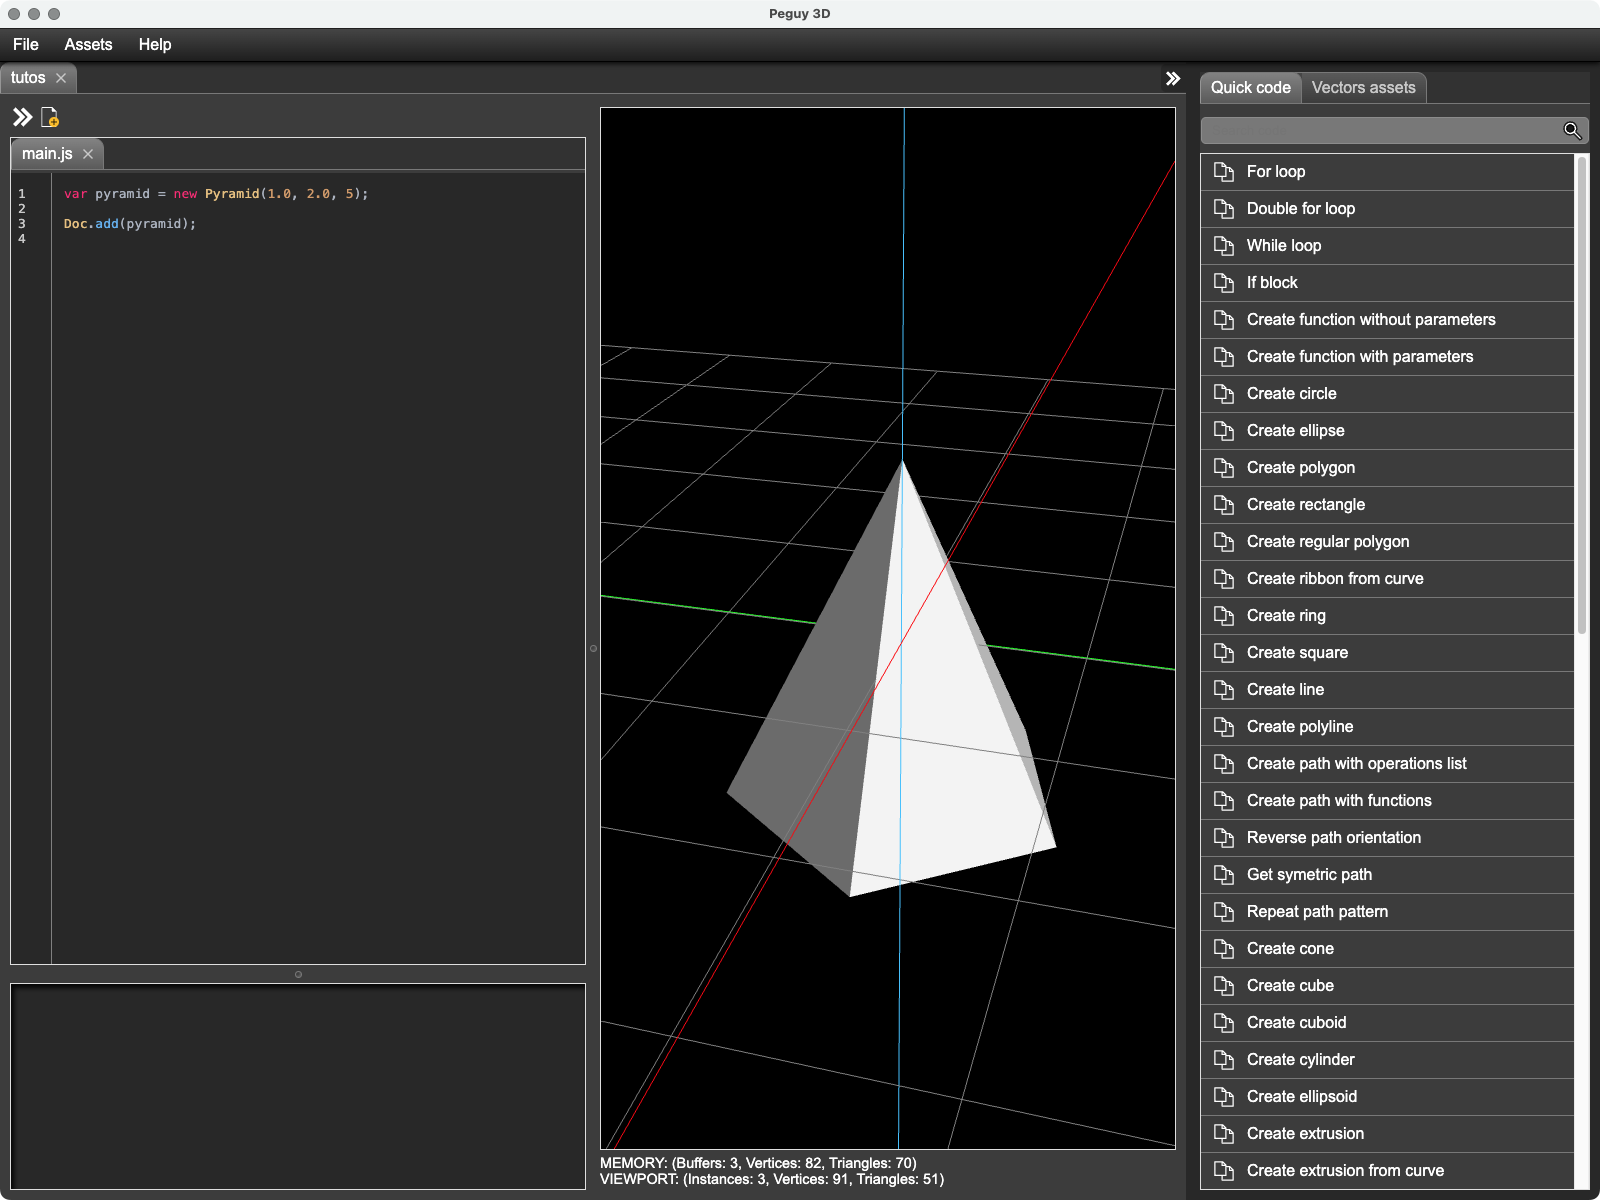 Peguy 3D
File Assets Help
tutos
main.js
1 var pyramid = new Pyramid(1.0, 2.0, 5);
2
3 Doc.add(pyramid);
4
MEMORY: (Buffers: 3, Vertices: 82, Triangles: 70)
VIEWPORT: (Instances: 3, Vertices: 91, Triangles: 51)
Quick code Vectors assets
For loop
Double for loop
While loop
If block
Create function without parameters
Create function with parameters
Create circle
Create ellipse
Create polygon
Create rectangle
Create regular polygon
Create ribbon from curve
Create ring
Create square
Create line
Create polyline
Create path with operations list
Create path with functions
Reverse path orientation
Get symetric path
Repeat path pattern
Create cone
Create cube
Create cuboid
Create cylinder
Create ellipsoid
Create extrusion
Create extrusion from curve